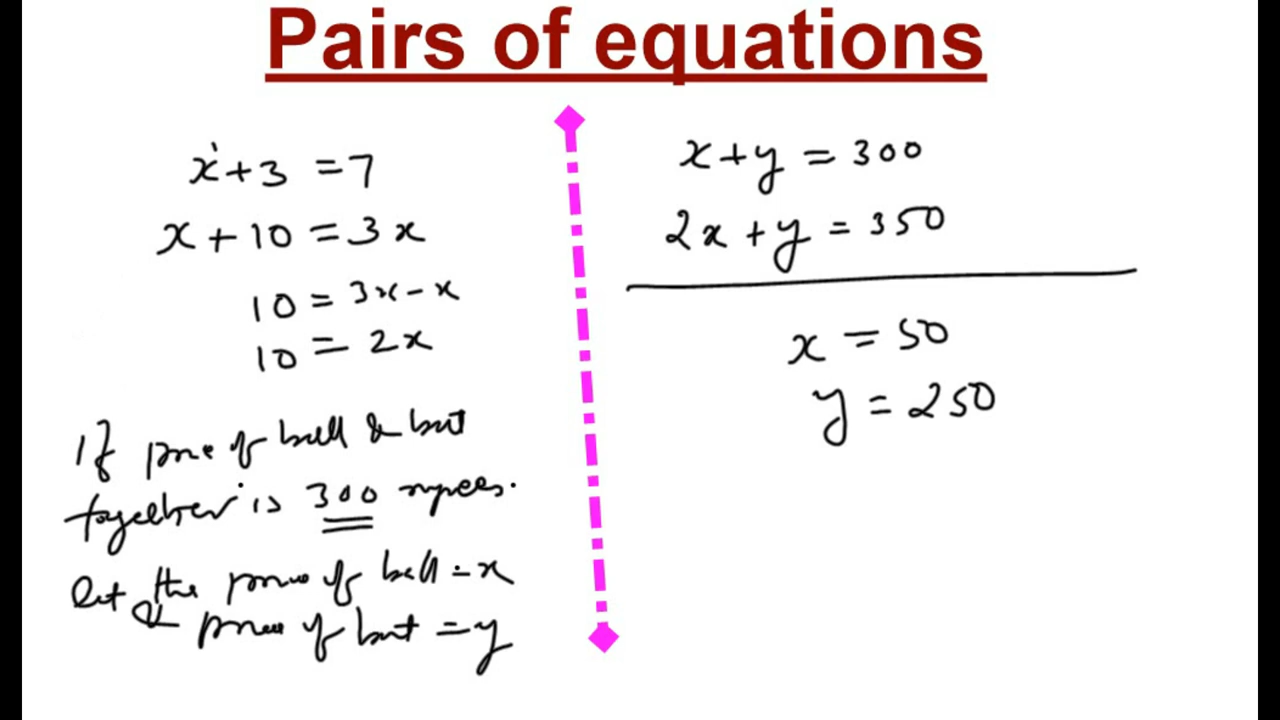 Pairs of equations
x + 3 = 7
x + 10 = 3x
10 = 3x - x
10 = 2x
If price of ball & bat
together is 300 rupees.
let the price of ball = x
& price of bat = y
x + y = 300
2x + y = 350
x = 50
y = 250